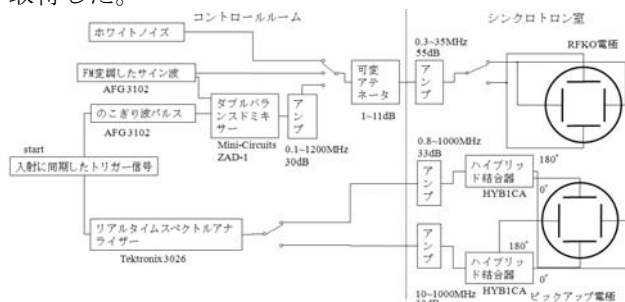 取得した。
コントロールルーム
シンクロトロン室
ホワイトノイズ
FM変調したサイン波
AFG3102
のこぎり波パルス
AFG3102
start
入射に同期したトリガー信号
ダブルバラ
ンスドミキ
サー
Mini-Circuits
ZAD-1
アンプ
0.1~1200MHz
30dB
可変
アテ
ネータ
1~11dB
0.3~35MHz
55dB
アンプ
RFKO電極
リアルタイムスペクトルアナ
ライザー
Tektronix3026
0.8~1000MHz
33dB
アンプ
ハイブリッ
ド結合器
HYB1CA
180°
0°
アンプ
10~1000MHz
ハイブリッ
ド結合器
HYB1CA
180°
0°
ピックアップ電極